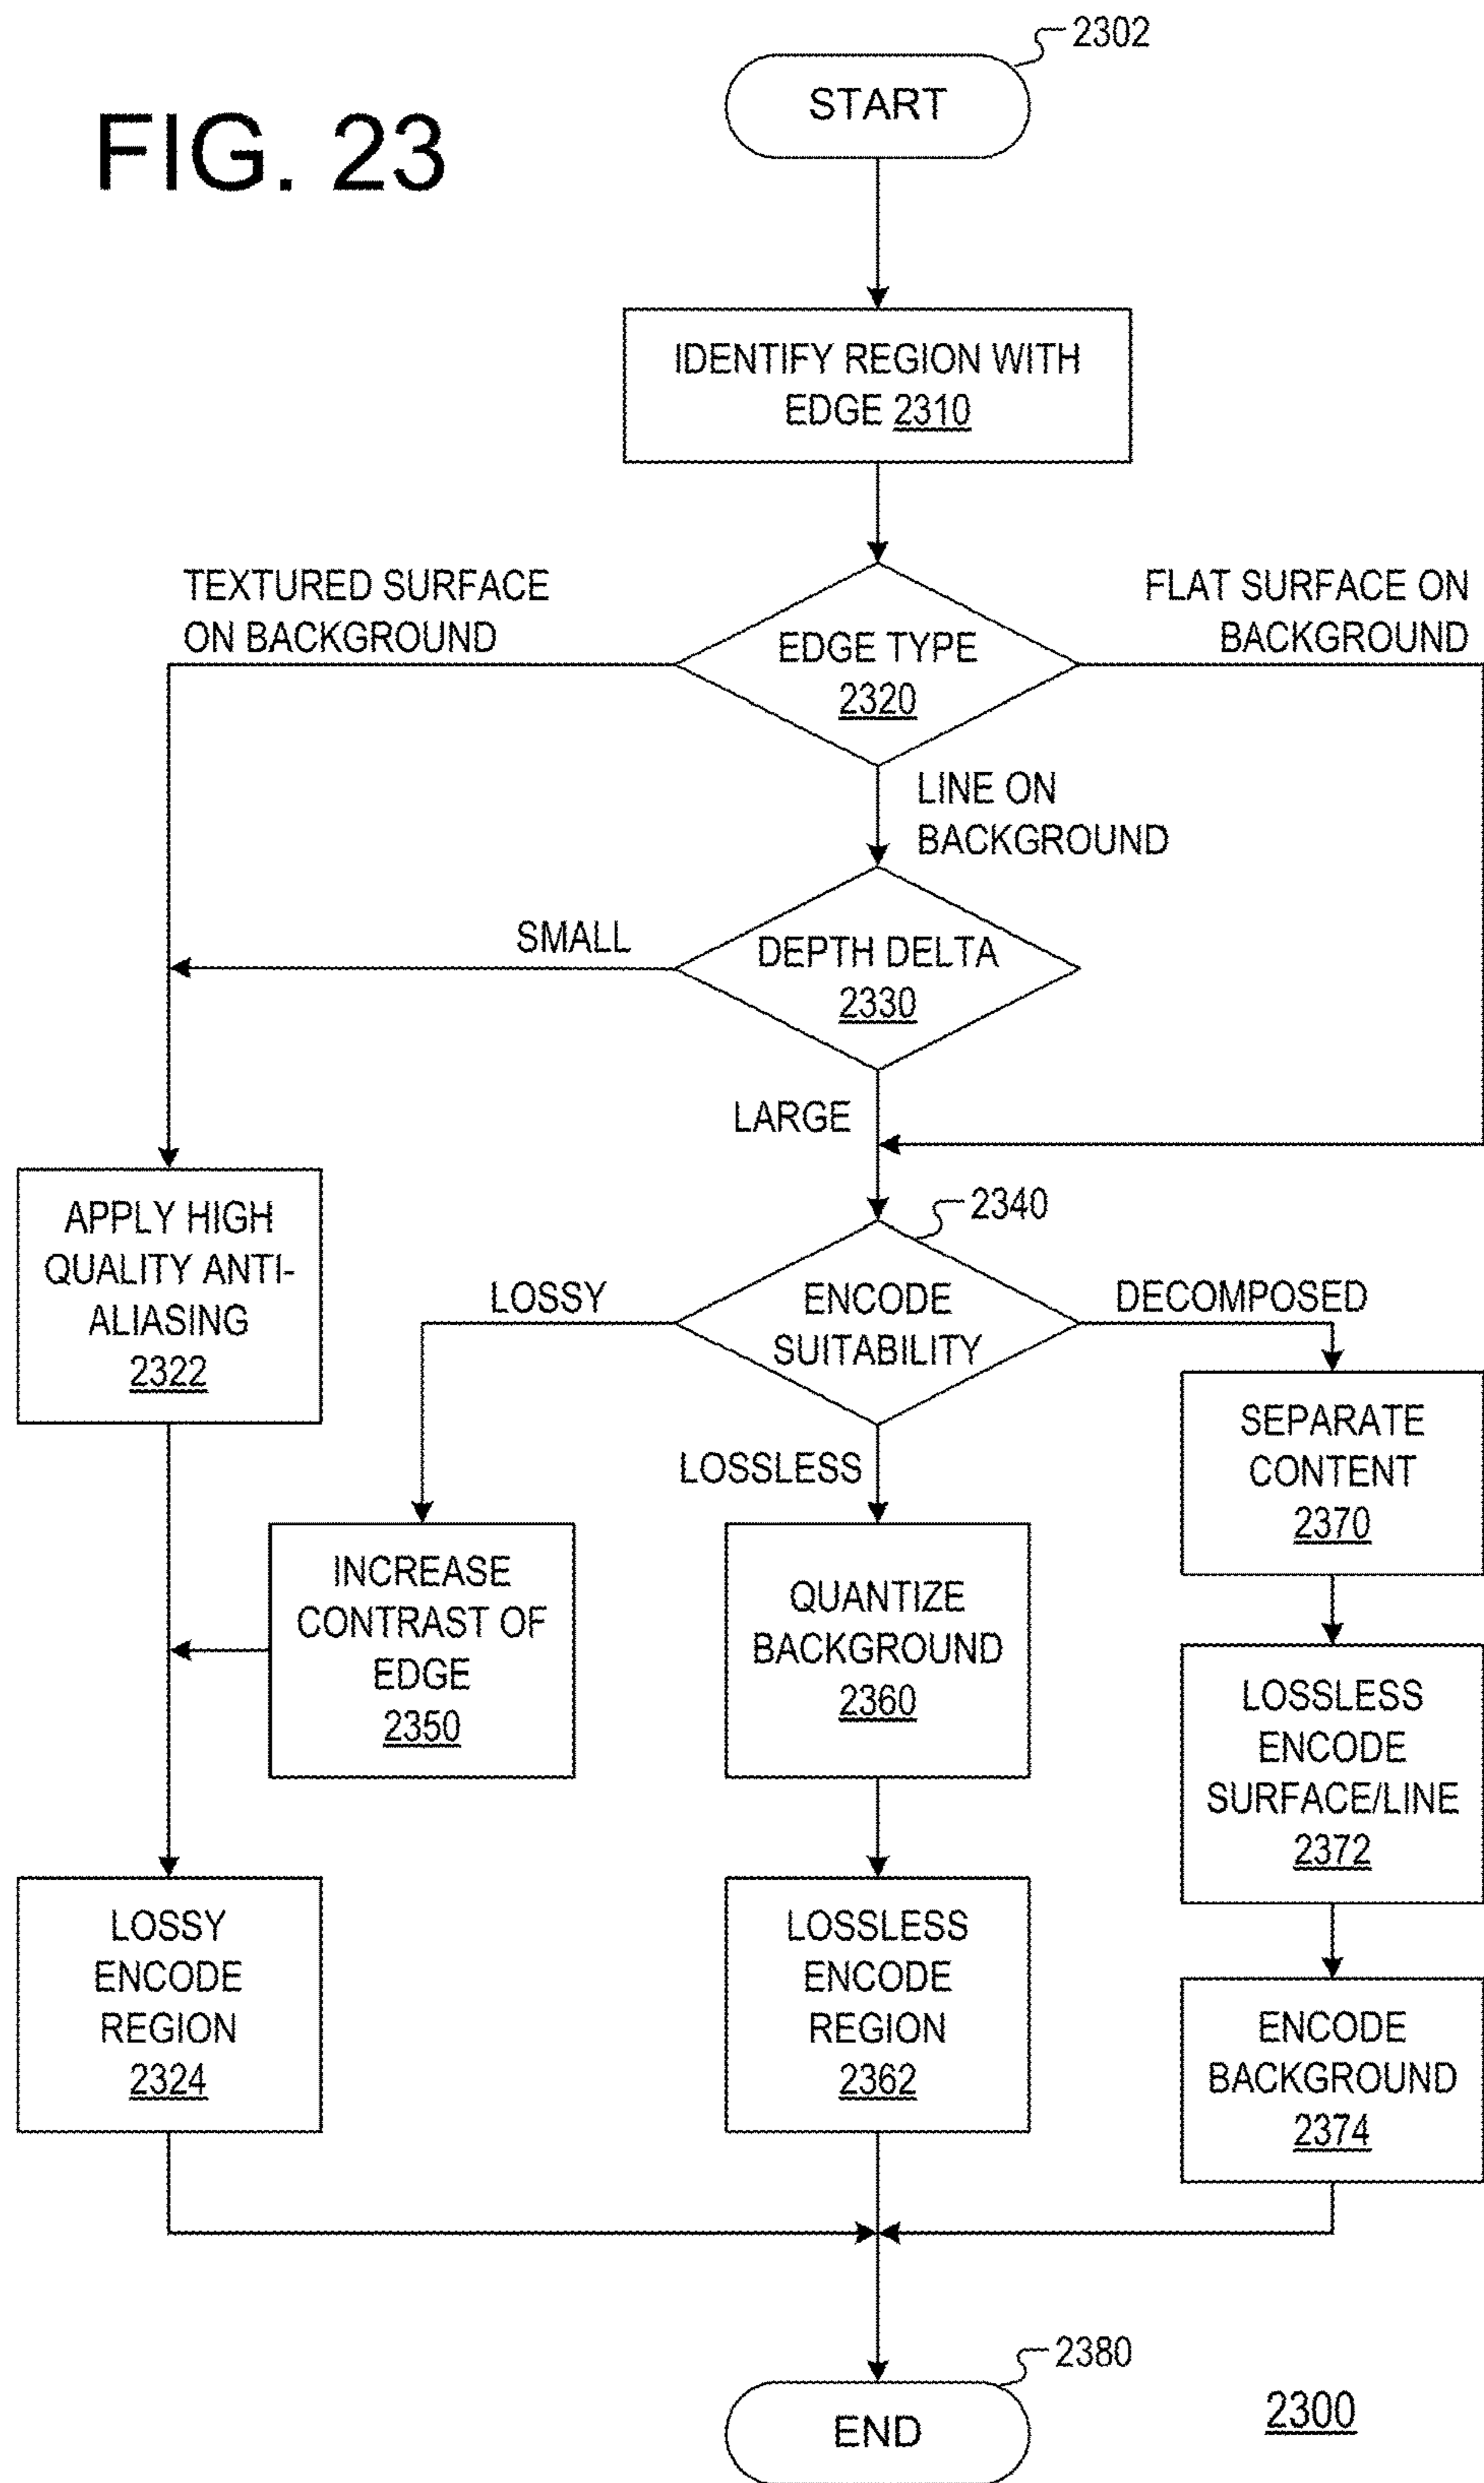 2302
START
FIG. 23
IDENTIFY REGION WITH
EDGE 2310
TEXTURED SURFACE
ON BACKGROUND
FLAT SURFACE ON
BACKGROUND
EDGE TYPE
2320
LINE ON
BACKGROUND
SMALL
DEPTH DELTA
2330
LARGE
APPLY HIGH
QUALITY ANTI-
ALIASING
2322
2340
LOSSY
ENCODE
SUITABILITY
DECOMPOSED
LOSSLESS
SEPARATE
CONTENT
2370
INCREASE
CONTRAST OF
EDGE
2350
QUANTIZE
BACKGROUND
2360
LOSSLESS
ENCODE
SURFACE/LINE
2372
LOSSY
ENCODE
REGION
2324
LOSSLESS
ENCODE
REGION
2362
ENCODE
BACKGROUND
2374
2380
END
2300